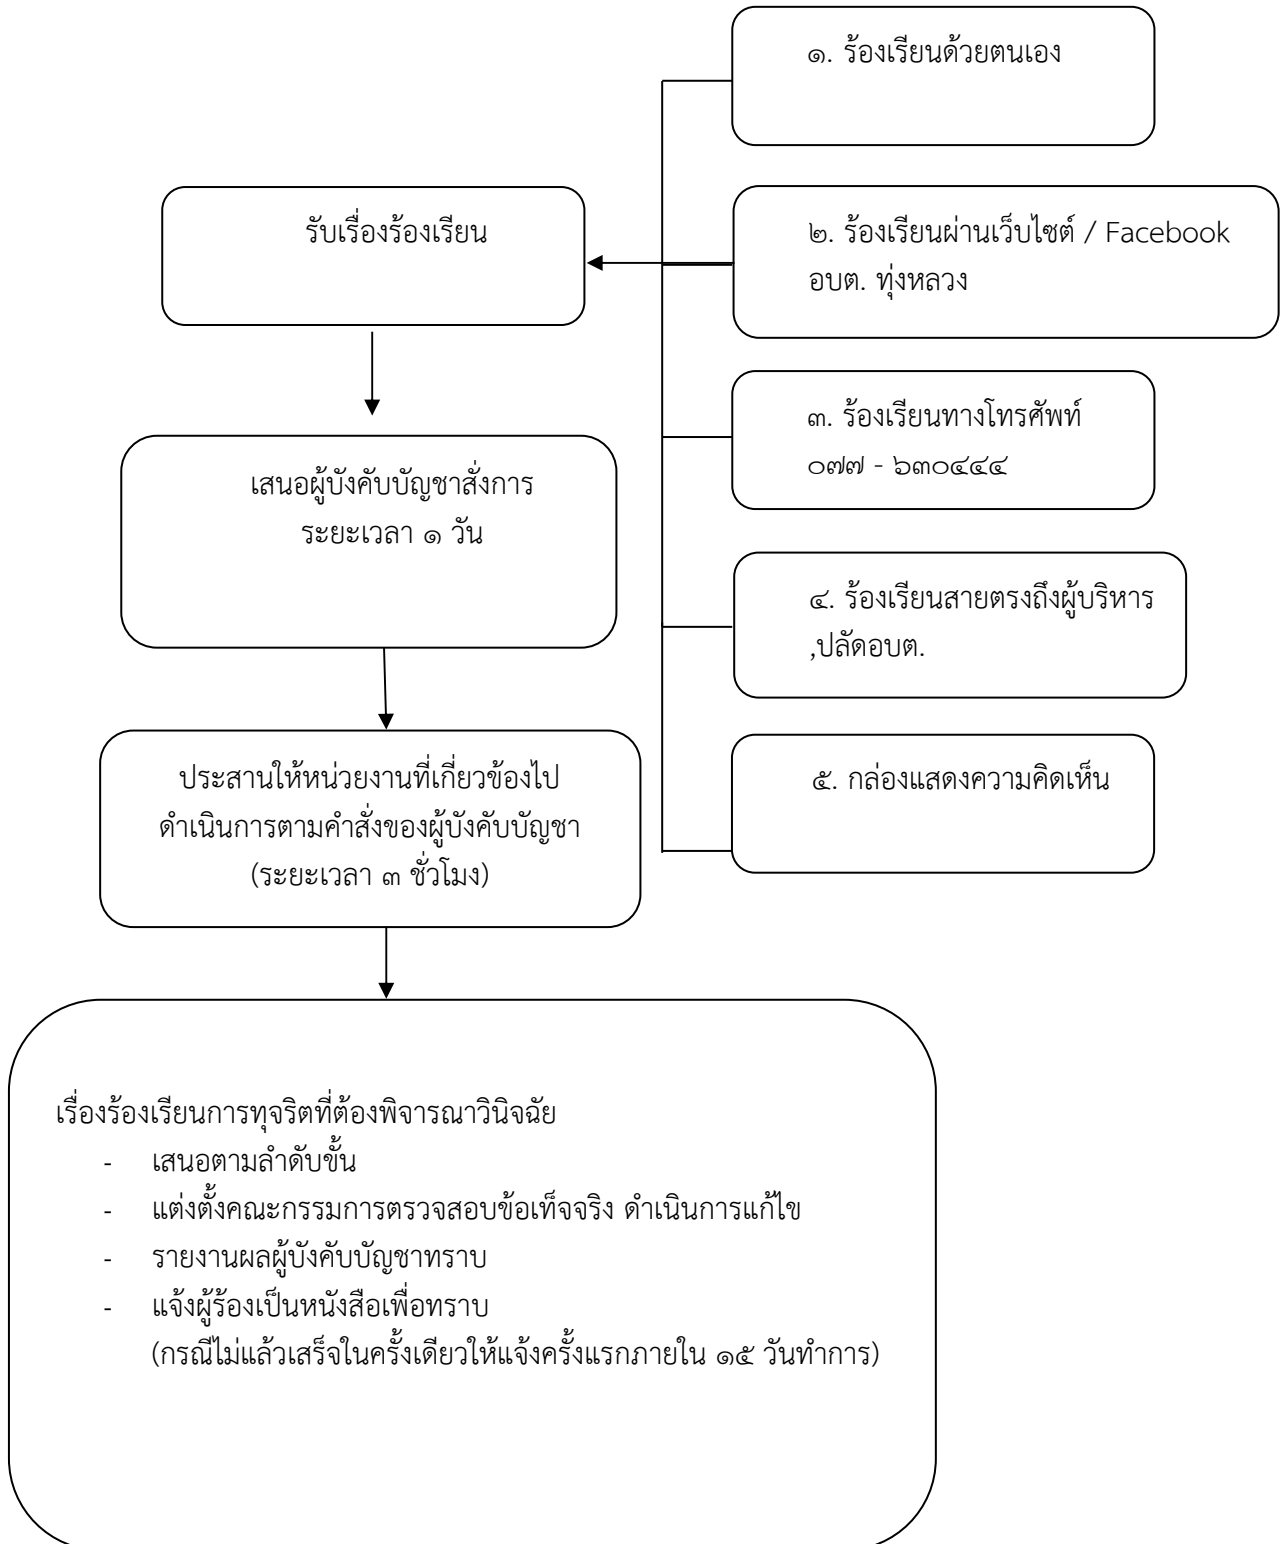 ๑. ร้องเรียนด้วยตนเอง
รับเรื่องร้องเรียน
๒. ร้องเรียนผ่านเว็บไซต์ / Facebook
อบต. ทุ่งหลวง
๓. ร้องเรียนทางโทรศัพท์
๐๗๗ - ๖๓๐๔๔๔
เสนอผู้บังคับบัญชาสั่งการ
ระยะเวลา ๑ วัน
๔. ร้องเรียนสายตรงถึงผู้บริหาร
,ปลัดอบต.
๕. กล่องแสดงความคิดเห็น
ประสานให้หน่วยงานที่เกี่ยวข้องไป
ดำเนินการตามคำสั่งของผู้บังคับบัญชา
(ระยะเวลา ๓ ชั่วโมง)
เรื่องร้องเรียนการทุจริตที่ต้องพิจารณาวินิจฉัย
- เสนอตามลำดับขั้น
- แต่งตั้งคณะกรรมการตรวจสอบข้อเท็จจริง ดำเนินการแก้ไข
- รายงานผลผู้บังคับบัญชาทราบ
- แจ้งผู้ร้องเป็นหนังสือเพื่อทราบ
(กรณีไม่แล้วเสร็จในครั้งเดียวให้แจ้งครั้งแรกภายใน ๑๕ วันทำการ)